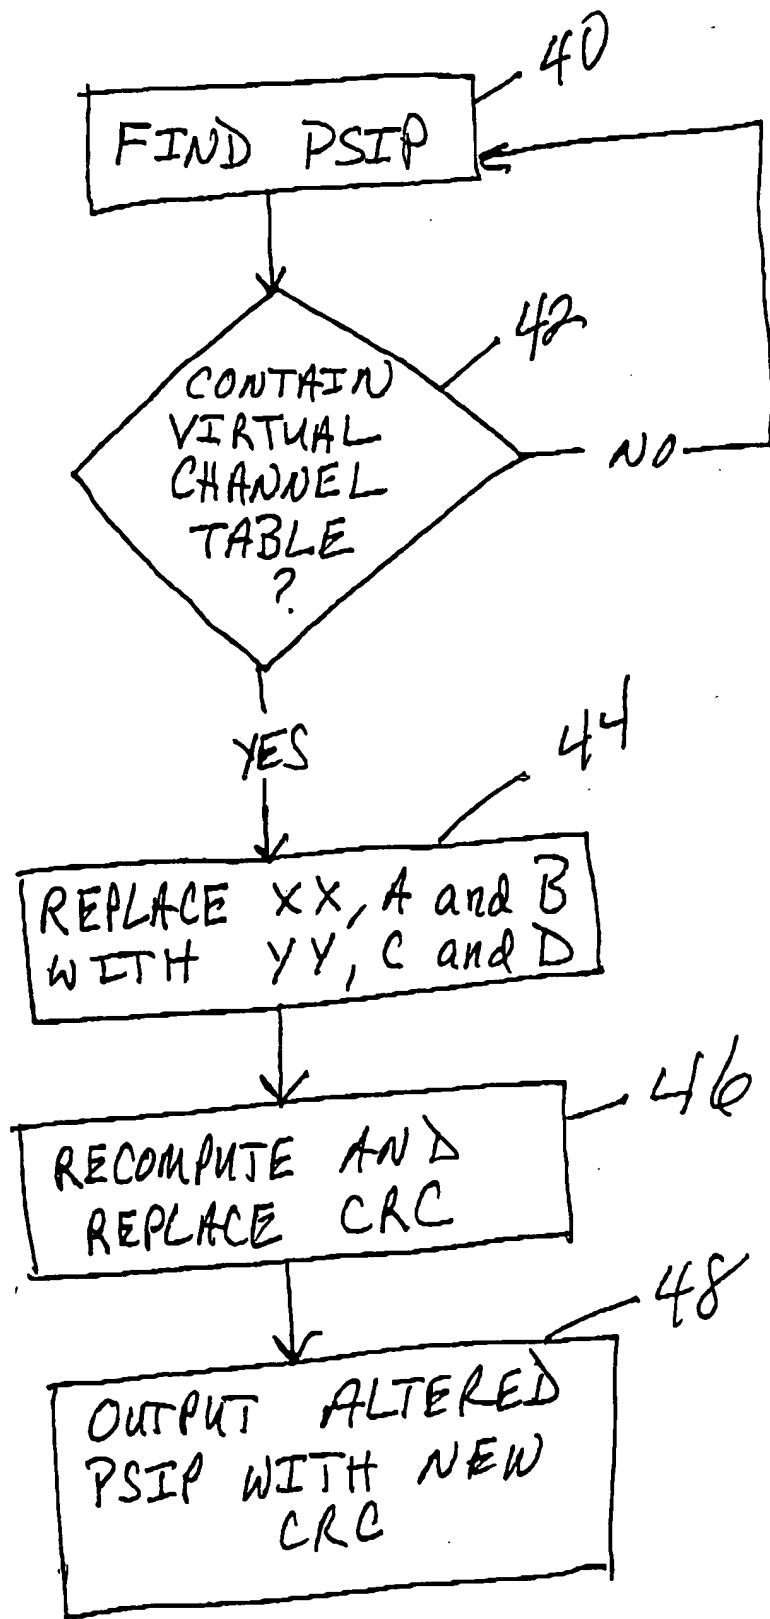 40
FIND PSIP
42
CONTAIN
VIRTUAL
CHANNEL
TABLE
?
NO
YES
44
REPLACE XX, A and B
WITH YY, C and D
46
RECOMPUTE AND
REPLACE CRC
48
OUTPUT ALTERED
PSIP WITH NEW
CRC